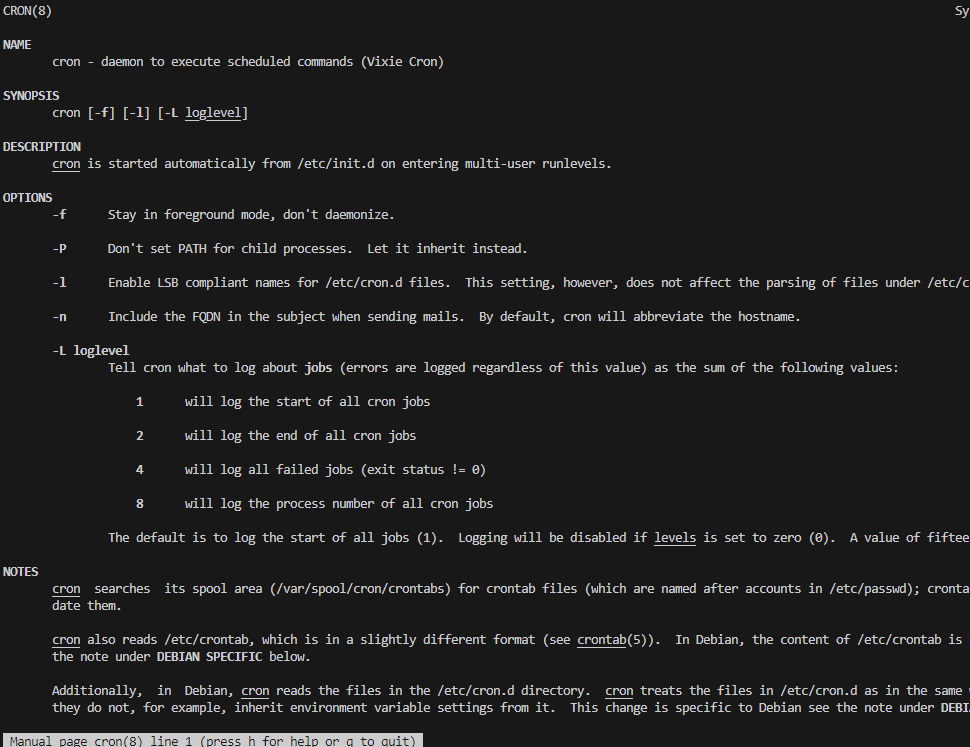 CRON(8) Sy
NAME
cron - daemon to execute scheduled commands (Vixie Cron)
SYNOPSIS
cron [-f] [-l] [-L loglevel]
DESCRIPTION
cron is started automatically from /etc/init.d on entering multi-user runlevels.
OPTIONS
-f Stay in foreground mode, don't daemonize.
-P Don't set PATH for child processes. Let it inherit instead.
-l Enable LSB compliant names for /etc/cron.d files. This setting, however, does not affect the parsing of files under /etc/c
-n Include the FQDN in the subject when sending mails. By default, cron will abbreviate the hostname.
-L loglevel
Tell cron what to log about jobs (errors are logged regardless of this value) as the sum of the following values:
1 will log the start of all cron jobs
2 will log the end of all cron jobs
4 will log all failed jobs (exit status != 0)
8 will log the process number of all cron jobs
The default is to log the start of all jobs (1). Logging will be disabled if levels is set to zero (0). A value of fiftee
NOTES
cron searches its spool area (/var/spool/cron/crontabs) for crontab files (which are named after accounts in /etc/passwd); cronta
date them.
cron also reads /etc/crontab, which is in a slightly different format (see crontab(5)). In Debian, the content of /etc/crontab is
the note under DEBIAN SPECIFIC below.
Additionally, in Debian, cron reads the files in the /etc/cron.d directory. cron treats the files in /etc/cron.d as in the same
they do not, for example, inherit environment variable settings from it. This change is specific to Debian see the note under DEBI
Manual page cron(8) line 1 (press h for help or q to quit)